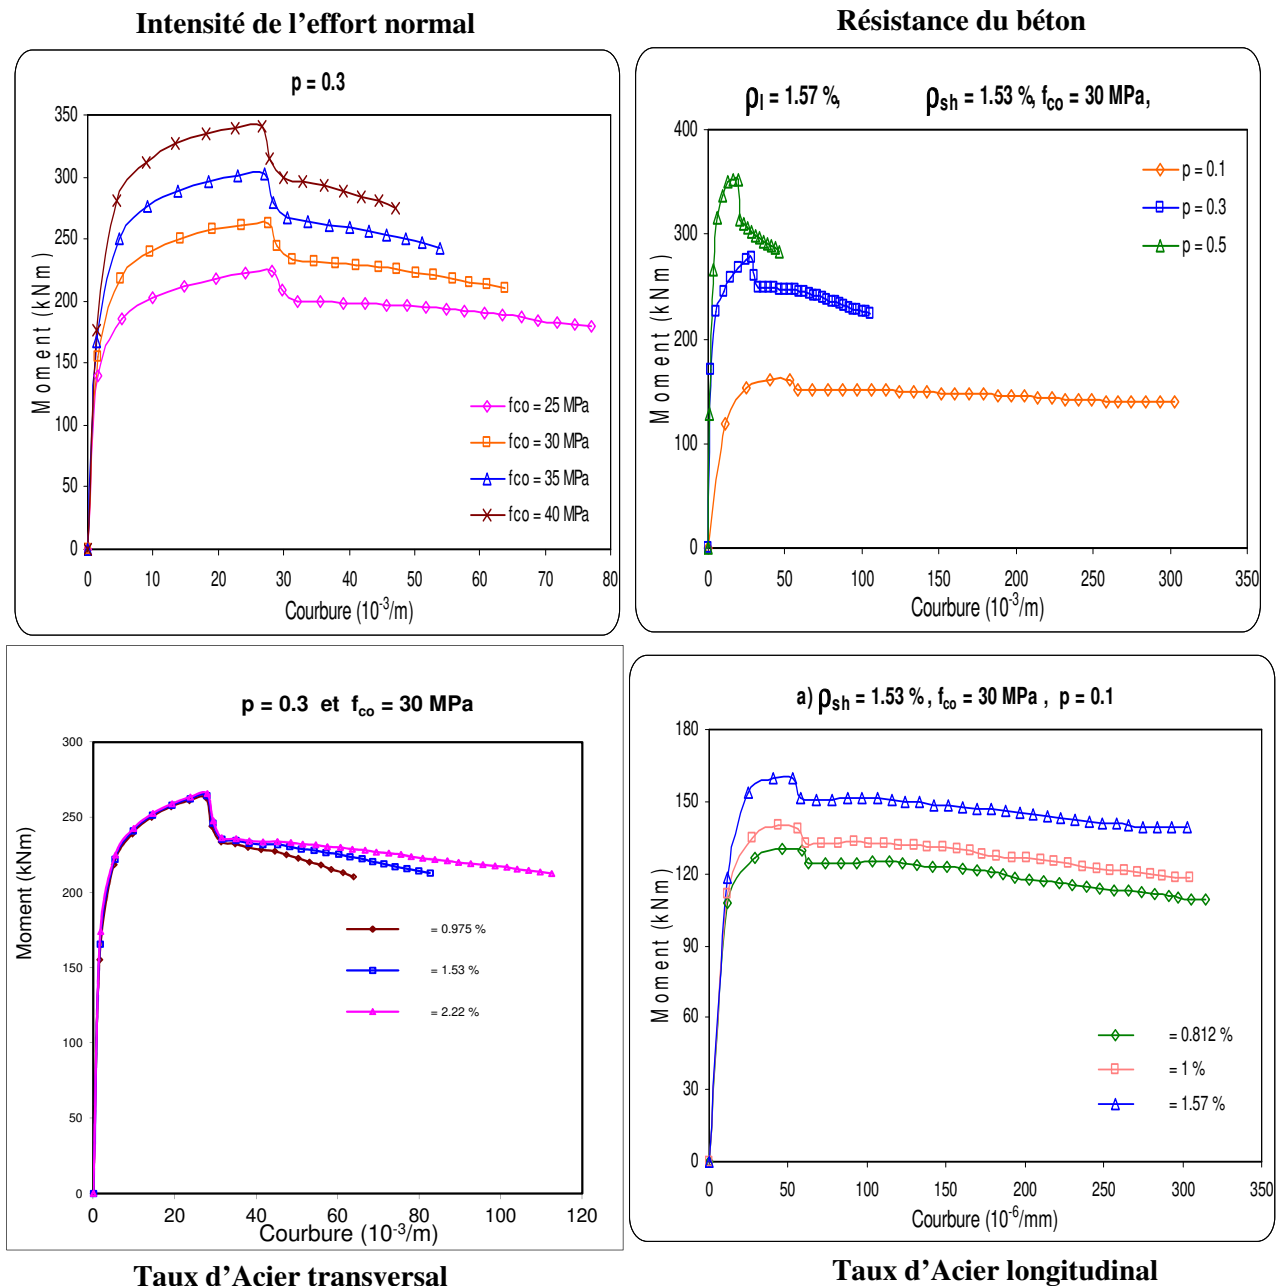 Intensité de l'effort normal
Résistance du béton
p = 0.3
350
300
250
200
150
100
50
0
Moment (kNm)
fco = 25 MPa
fco = 30 MPa
fco = 35 MPa
fco = 40 MPa
0 10 20 30 40 50 60 70 80
Courbure (10⁻³/m)
ρl = 1.57 %, ρsh = 1.53 %, fco = 30 MPa,
400
300
200
100
0
Moment (kNm)
p = 0.1
p = 0.3
p = 0.5
0 50 100 150 200 250 300 350
Courbure (10⁻³/m)
p = 0.3 et fco = 30 MPa
300
250
200
150
100
50
0
Moment (kNm)
= 0.975 %
= 1.53 %
= 2.22 %
0 20 40 60 80 100 120
Courbure (10⁻³/m)
a) ρsh = 1.53 % , fco = 30 MPa , p = 0.1
180
150
120
90
60
30
0
Moment (kNm)
= 0.812 %
= 1 %
= 1.57 %
0 50 100 150 200 250 300 350
Courbure (10⁻⁶/mm)
Taux d'Acier transversal
Taux d'Acier longitudinal